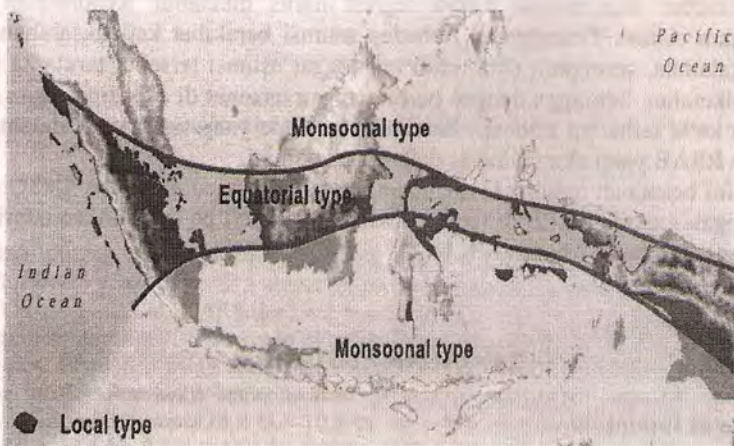 Pacific
Ocean
Monsoonal type
Equatorial type
Indian
Ocean
Monsoonal type
Local type